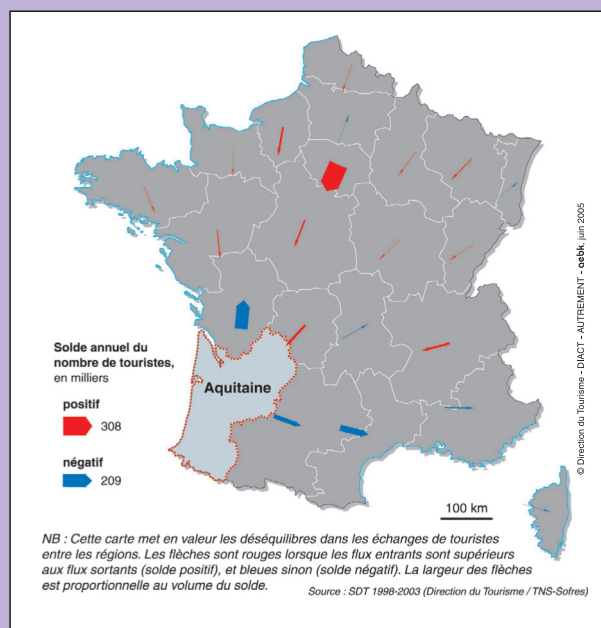 Solde annuel du
nombre de touristes,
en milliers
positif
308
négatif
209
Aquitaine
100 km
© Direction du Tourisme - DIACT - AUTREMENT - aebk, juin 2005
NB : Cette carte met en valeur les déséquilibres dans les échanges de touristes
entre les régions. Les flèches sont rouges lorsque les flux entrants sont supérieurs
aux flux sortants (solde positif), et bleues sinon (solde négatif). La largeur des flèches
est proportionnelle au volume du solde.
Source : SDT 1998-2003 (Direction du Tourisme / TNS-Sofres)